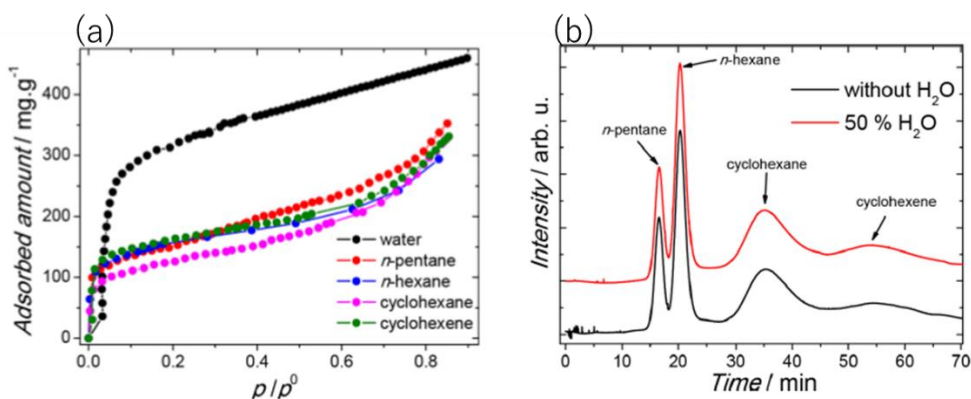 (a)
Adsorbed amount / mg.g⁻¹
400
300
200
100
0
water
n-pentane
n-hexane
cyclohexane
cyclohexene
0.0 0.2 0.4 0.6 0.8
p/p⁰
(b)
Intensity / arb. u.
n-hexane
without H₂O
50 % H₂O
n-pentane
cyclohexane
cyclohexene
0 10 20 30 40 50 60 70
Time / min